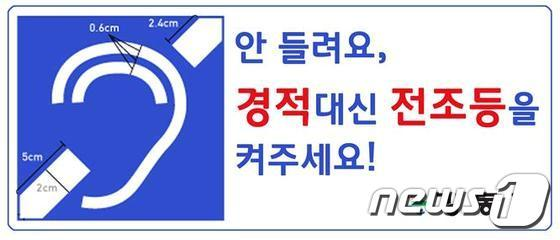 0.6cm
2.4cm
5cm
2cm
안 들려요,
경적대신 전조등을
켜주세요!
news1